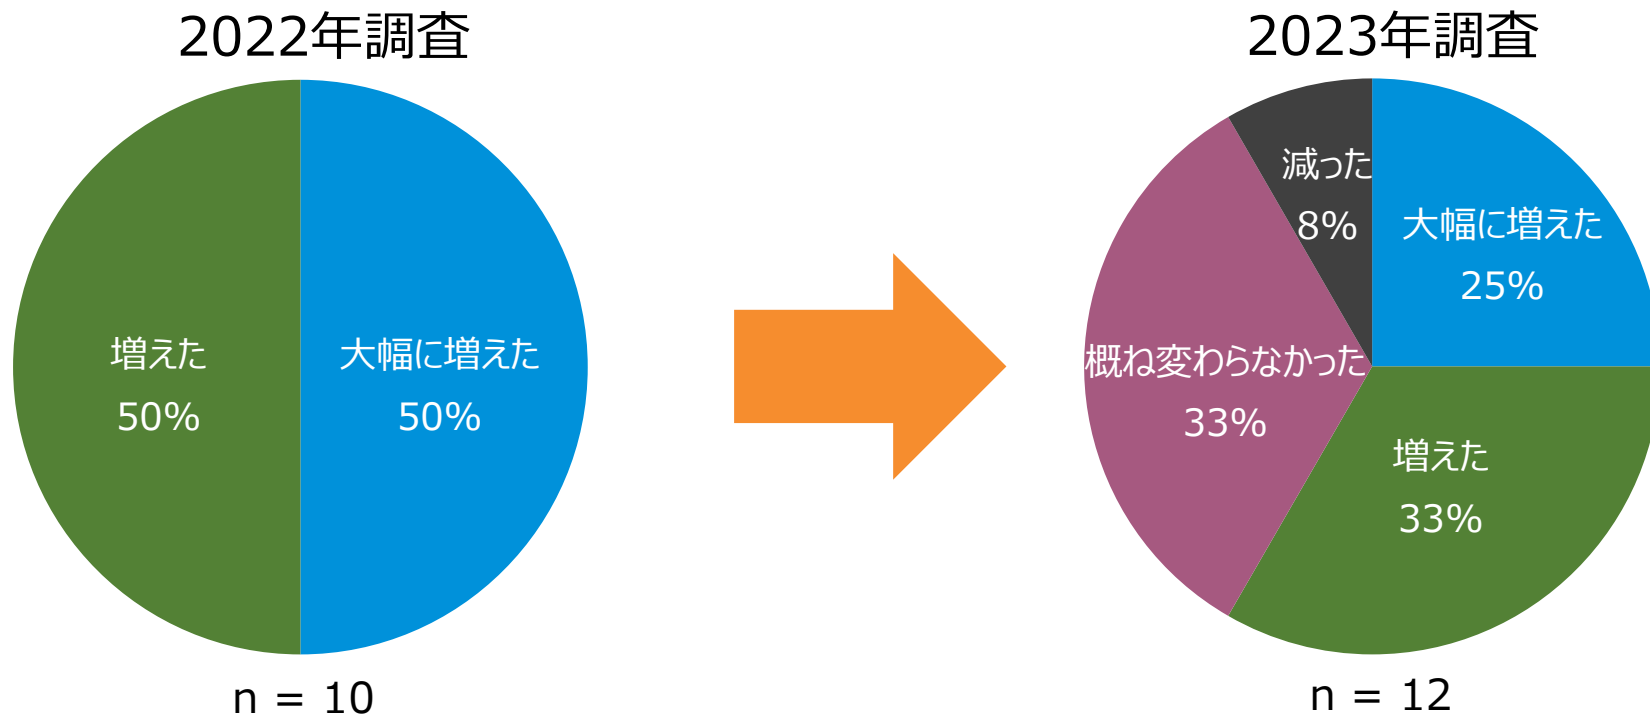 2022年調査
増えた
50%
大幅に増えた
50%
n = 10
2023年調査
減った
8%
大幅に増えた
25%
概ね変わらなかった
33%
増えた
33%
n = 12